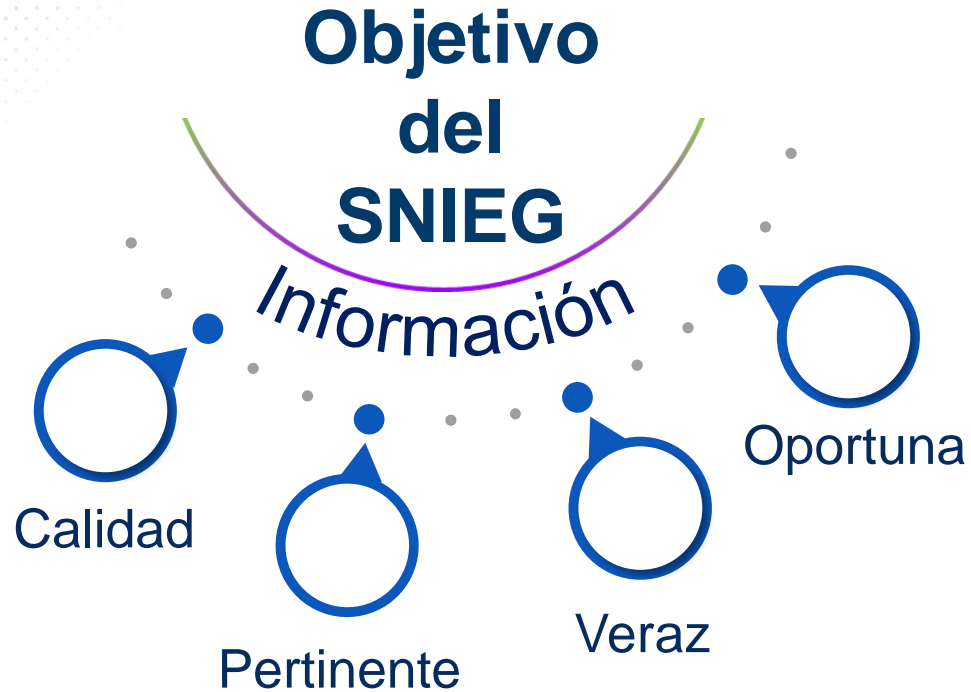 Objetivo
del
SNIEG
Información
Calidad
Pertinente
Veraz
Oportuna